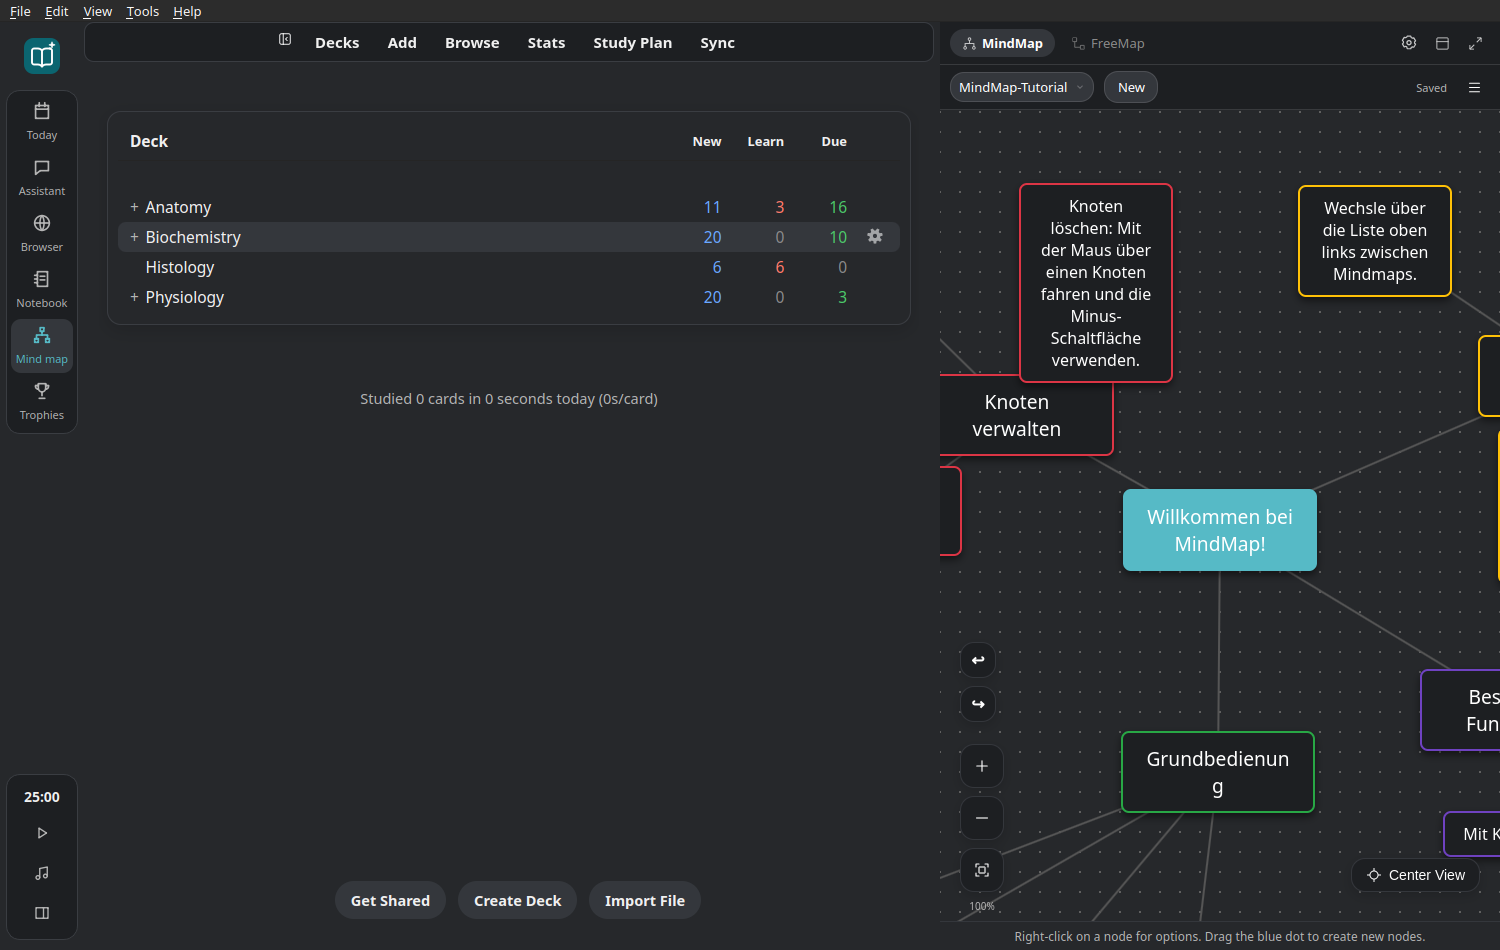 File Edit View Tools Help
Decks Add Browse Stats Study Plan Sync
Today
Assistant
Browser
Notebook
Mind map
Trophies
25:00
Deck New Learn Due
+ Anatomy 11 3 16
+ Biochemistry 20 0 10
Histology 6 6 0
+ Physiology 20 0 3
Studied 0 cards in 0 seconds today (0s/card)
Get Shared Create Deck Import File
MindMap FreeMap
MindMap-Tutorial New Saved
Knoten
löschen: Mit
der Maus über
einen Knoten
fahren und die
Minus-
Schaltfläche
verwenden.
Wechsle über
die Liste oben
links zwischen
Mindmaps.
Knoten
verwalten
Willkommen bei
MindMap!
Bes
Fun
Grundbedienun
g
Mit K
Center View
100%
Right-click on a node for options. Drag the blue dot to create new nodes.